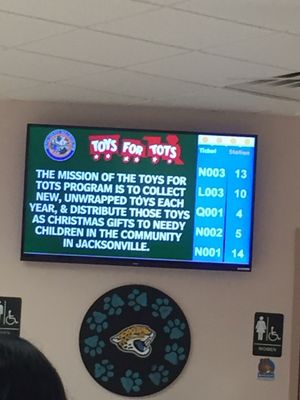 TOYS FOR TOTS
THE MISSION OF THE TOYS FOR
TOTS PROGRAM IS TO COLLECT
NEW, UNWRAPPED TOYS EACH
YEAR, & DISTRIBUTE THOSE TOYS
AS CHRISTMAS GIFTS TO NEEDY
CHILDREN IN THE COMMUNITY
IN JACKSONVILLE.
Ticket Station
N003 13
L003 10
Q001 4
N002 5
N001 14
WOMEN